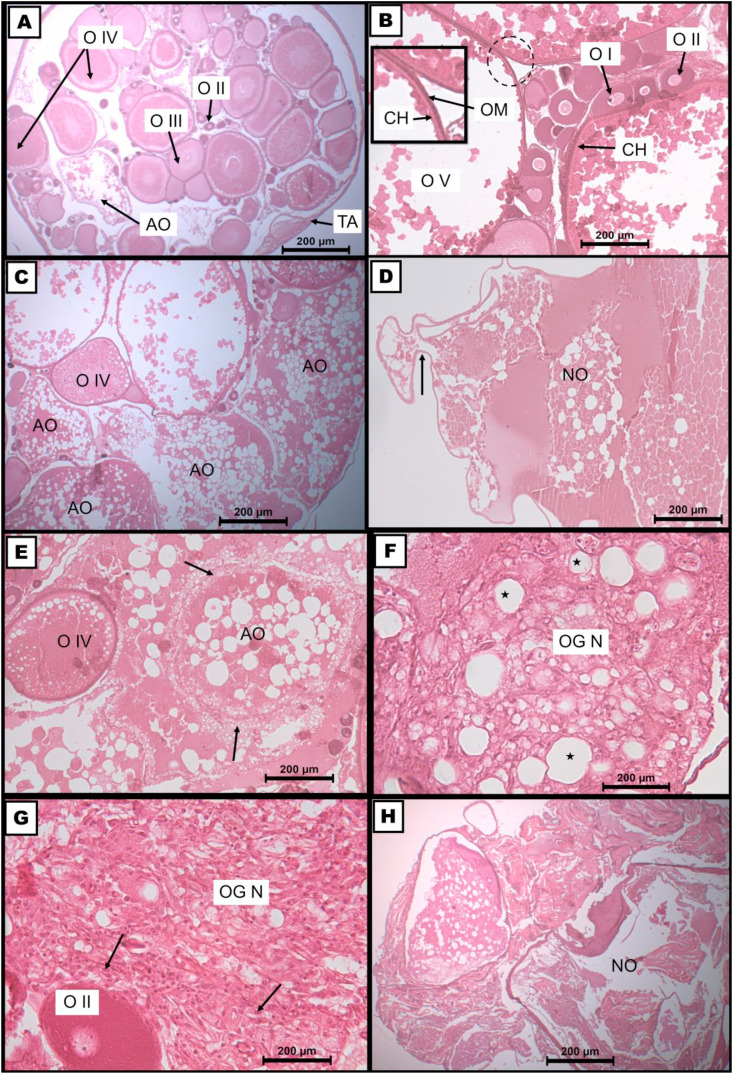 A
O IV
O II
O III
AO
TA
200 µm
B
O I
O II
OM
CH
CH
O V
200 µm
C
O IV
AO
AO
AO
AO
200 µm
D
NO
200 µm
E
O IV
AO
200 µm
F
OG N
200 µm
G
OG N
O II
200 µm
H
NO
200 µm